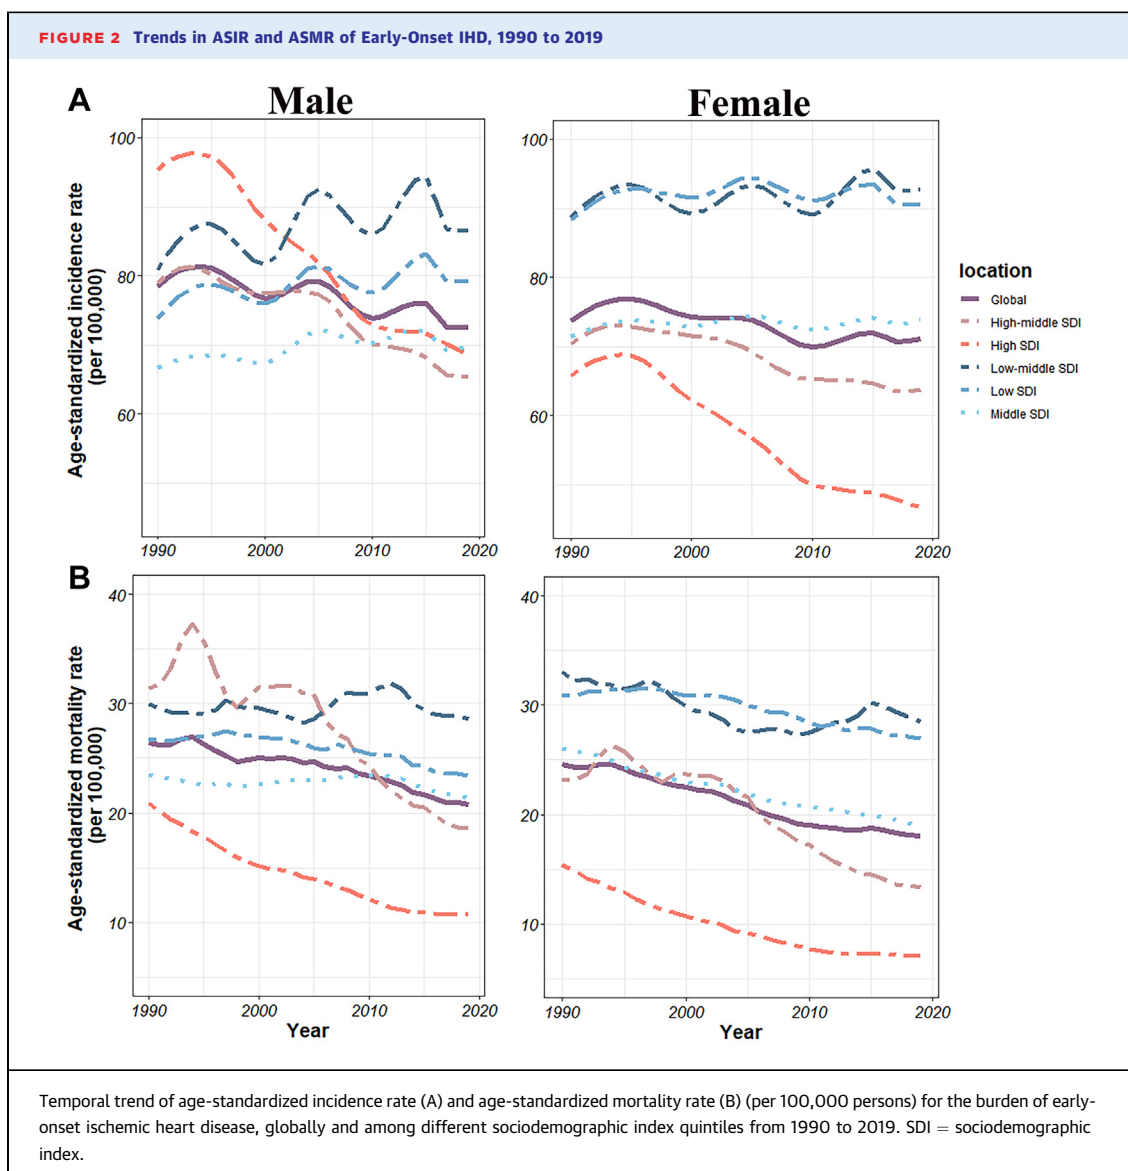 FIGURE 2 Trends in ASIR and ASMR of Early-Onset IHD, 1990 to 2019
A
Male
Female
Age-standardized incidence rate
(per 100,000)
100
80
60
1990 2000 2010 2020
100
80
60
1990 2000 2010 2020
location
Global
High-middle SDI
High SDI
Low-middle SDI
Low SDI
Middle SDI
B
Age-standardized mortality rate
(per 100,000)
40
30
20
10
1990 2000 2010 2020
Year
40
30
20
10
1990 2000 2010 2020
Year
Temporal trend of age-standardized incidence rate (A) and age-standardized mortality rate (B) (per 100,000 persons) for the burden of early-
onset ischemic heart disease, globally and among different sociodemographic index quintiles from 1990 to 2019. SDI = sociodemographic
index.